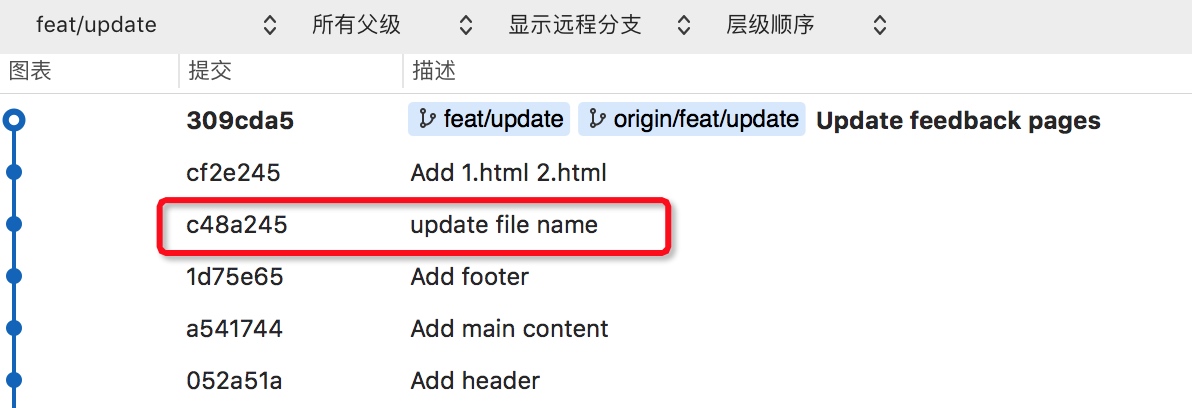 feat/update 所有父级 显示远程分支 层级顺序
图表 提交 描述
309cda5 feat/update origin/feat/update Update feedback pages
cf2e245 Add 1.html 2.html
c48a245 update file name
1d75e65 Add footer
a541744 Add main content
052a51a Add header